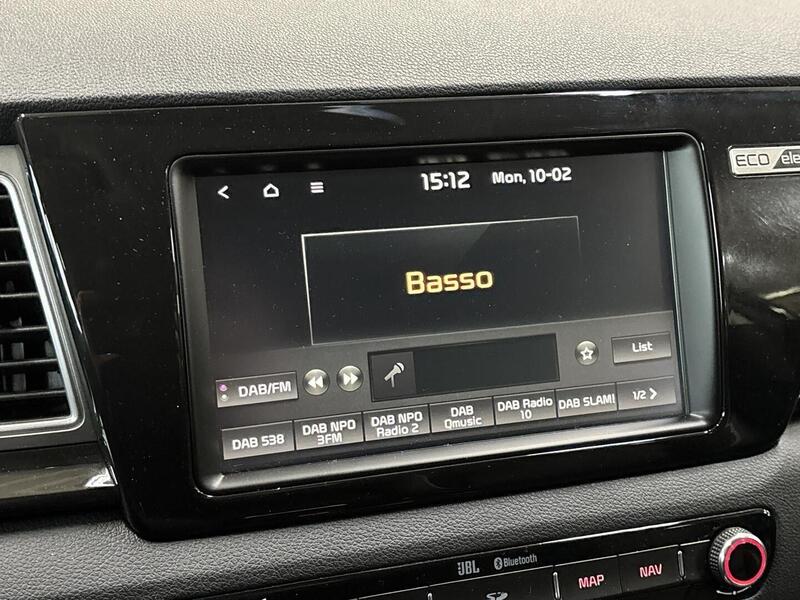 15:12 Mon, 10-02
ECO ele
Basso
DAB/FM
List
DAB 538
DAB NPO
3FM
DAB NPO
Radio 2
DAB
Qmusic
DAB Radio
10
DAB SLAM!
1/2
JBL Bluetooth
MAP
NAV